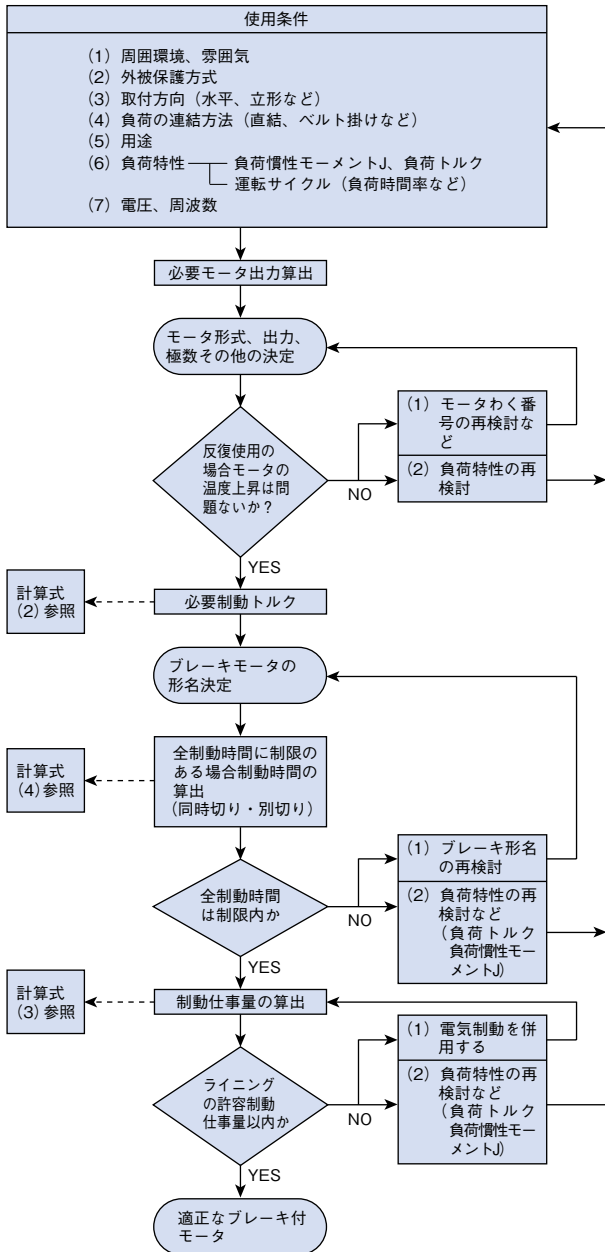 使用条件
(1) 周囲環境、雰囲気
(2) 外被保護方式
(3) 取付方向（水平、立形など）
(4) 負荷の連結方法（直結、ベルト掛けなど）
(5) 用途
(6) 負荷特性 負荷慣性モーメントJ、負荷トルク
運転サイクル（負荷時間率など）
(7) 電圧、周波数
必要モータ出力算出
モータ形式、出力、
極数その他の決定
反復使用の
場合モータの
温度上昇は問
題ないか？
NO
(1) モータわく番
号の再検討な
ど
(2) 負荷特性の再
検討
YES
計算式
(2)参照
必要制動トルク
ブレーキモータの
形名決定
計算式
(4)参照
全制動時間に制限の
ある場合制動時間の
算出
（同時切り・別切り）
全制動時間
は制限内か
NO
(1) ブレーキ形名
の再検討
(2) 負荷特性の再
検討など
（負荷トルク
負荷慣性モー
メントJ）
YES
計算式
(3)参照
制動仕事量の算出
ライニング
の許容制動
仕事量以内か
NO
(1) 電気制動を併
用する
(2) 負荷特性の再
検討など
（負荷トルク
負荷慣性モー
メントJ）
YES
適正なブレーキ付
モータ